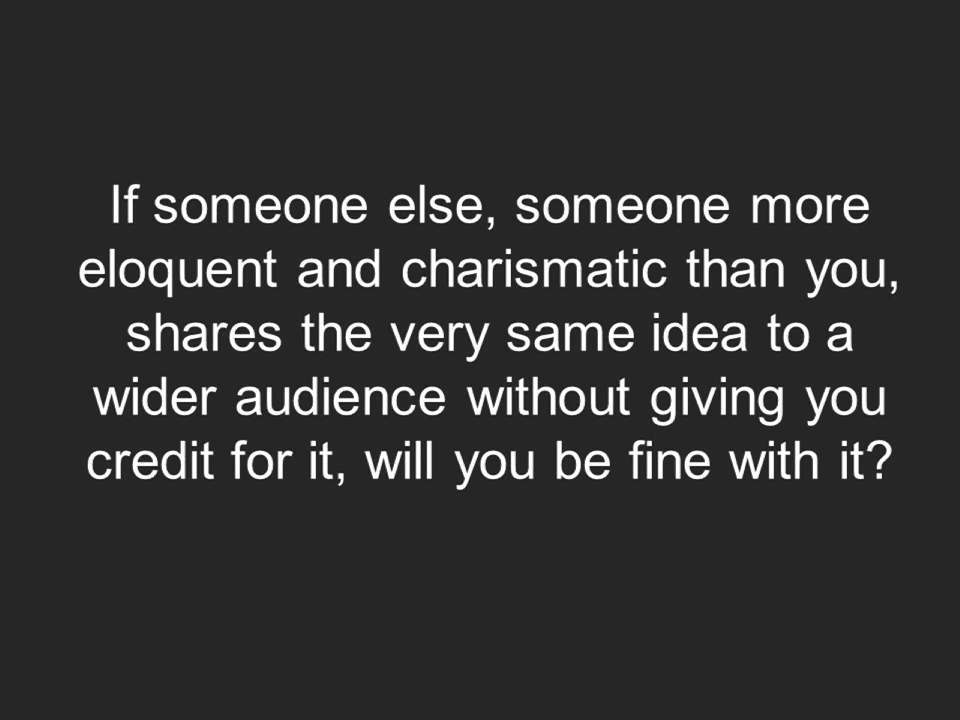 If someone else, someone more
eloquent and charismatic than you,
shares the very same idea to a
wider audience without giving you
credit for it, will you be fine with it?